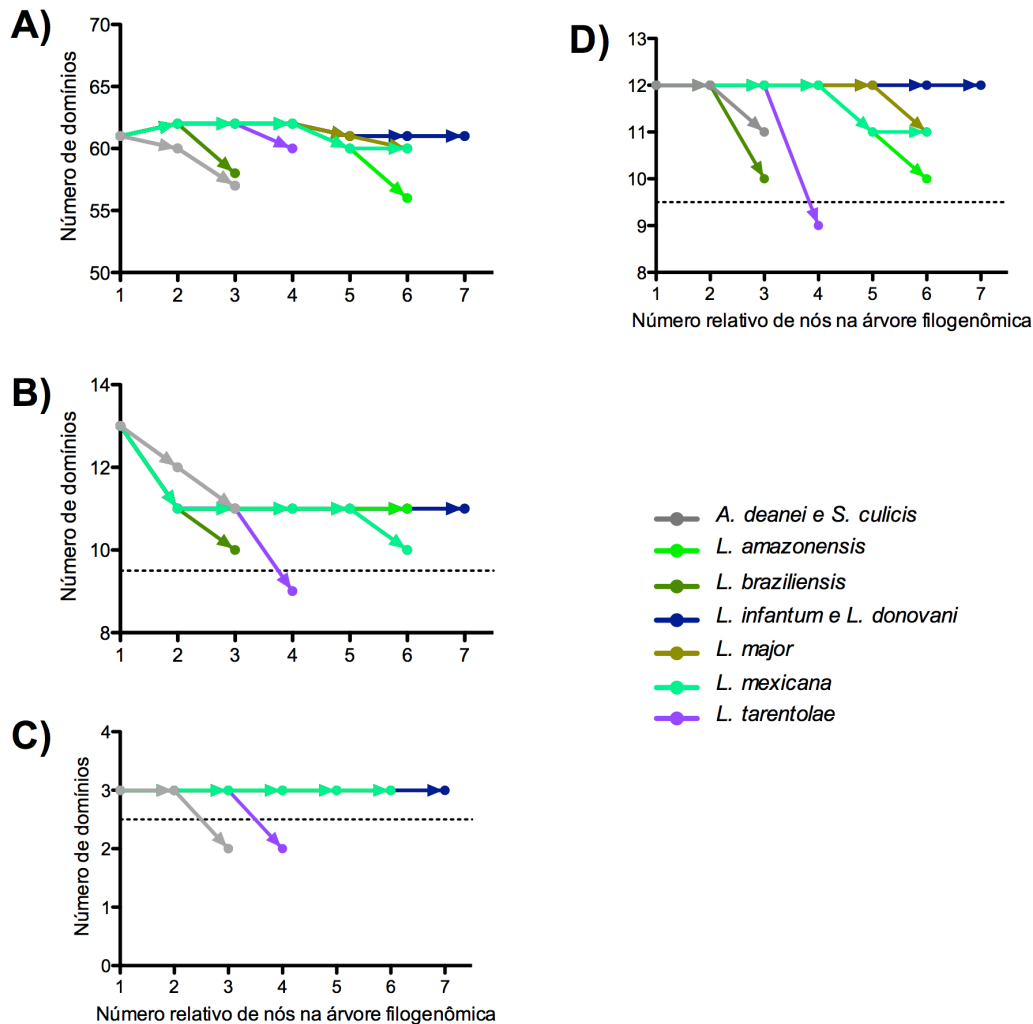 A)
Número de domínios
70
65
60
55
50
1 2 3 4 5 6 7
B)
Número de domínios
14
12
10
8
1 2 3 4 5 6 7
C)
Número de domínios
4
3
2
1
0
1 2 3 4 5 6 7
Número relativo de nós na árvore filogenômica
D)
13
12
11
10
9
8
1 2 3 4 5 6 7
Número relativo de nós na árvore filogenômica
A. deanei e S. culicis
L. amazonensis
L. braziliensis
L. infantum e L. donovani
L. major
L. mexicana
L. tarentolae